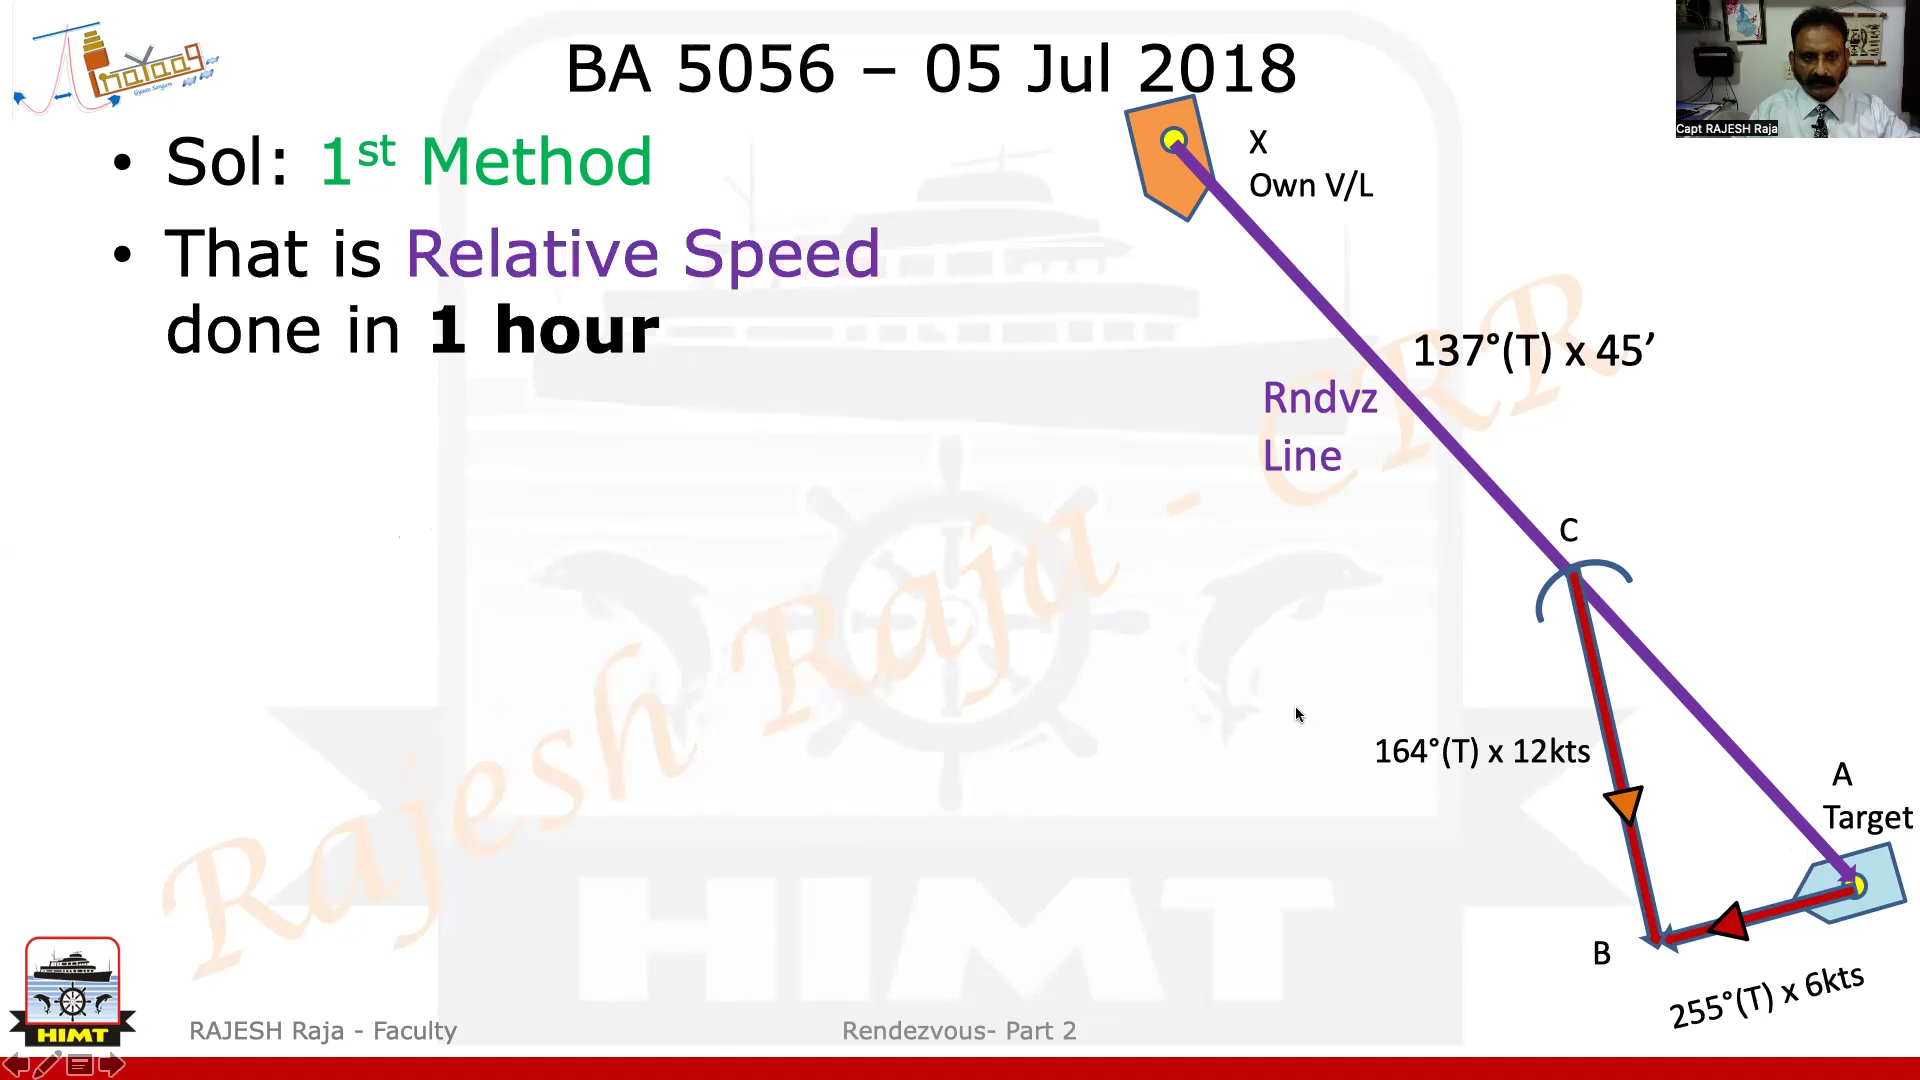 BA 5056 – 05 Jul 2018
Capt RAJESH Raja
• Sol: 1st Method
• That is Relative Speed
done in 1 hour
X
Own V/L
137°(T) x 45’
Rndvz
Line
C
164°(T) x 12kts
A
Target
B
255°(T) x 6kts
Rajesh Raja - CRR
HIMT
HIMT
RAJESH Raja - Faculty
Rendezvous- Part 2